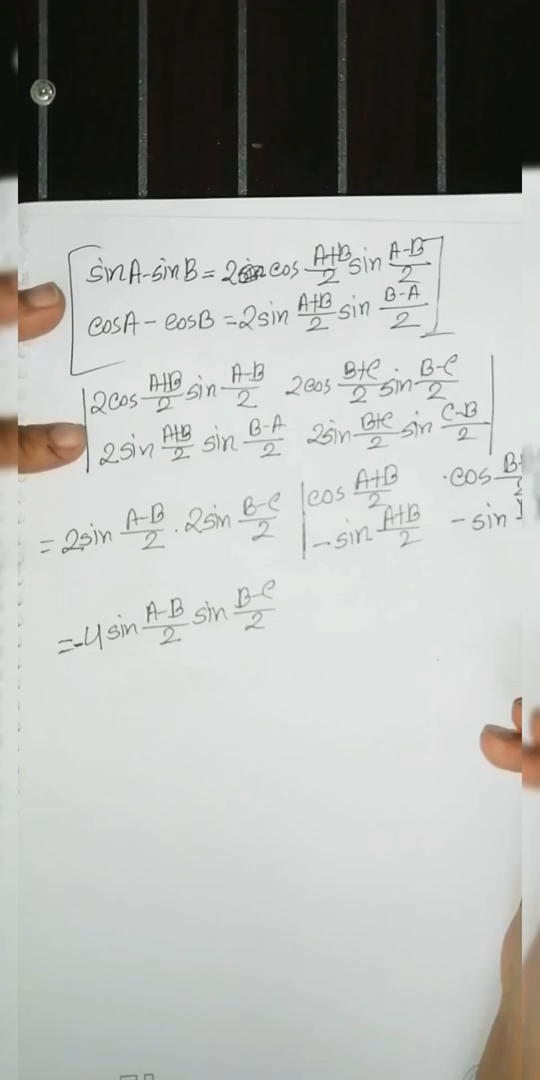 sinA-sinB = 2 cos A+B/2 sin A-B/2
cosA - cosB = 2sin A+B/2 sin B-A/2
|2cos A+B/2 sin A-B/2 2cos B+C/2 sin B-C/2|
|2sin A+B/2 sin B-A/2 2sin B+C/2 sin C-B/2|
= 2sin A-B/2 . 2sin B-C/2 |cos A+B/2 . cos B+
|-sin A+B/2 - sin
= -4 sin A-B/2 sin B-C/2